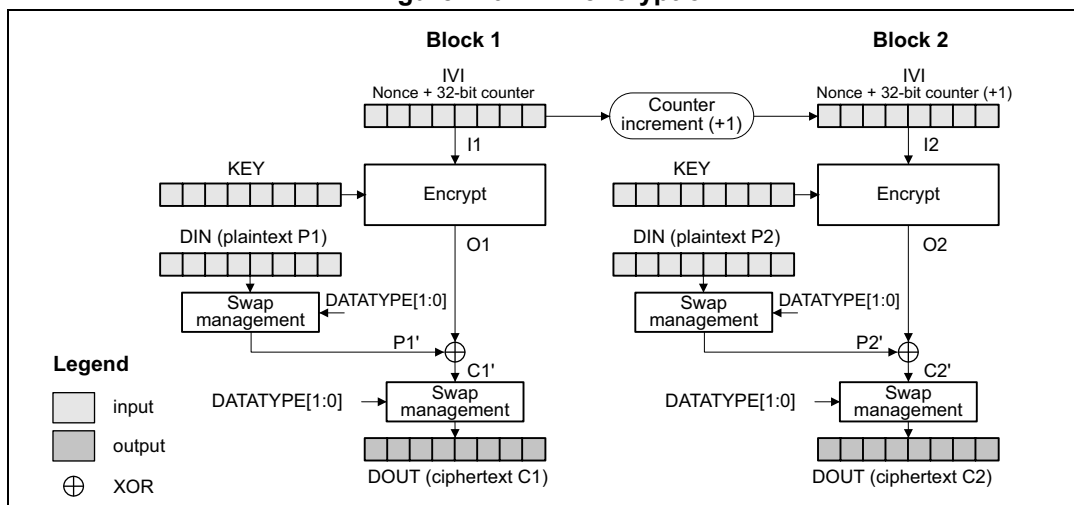 Block 1
Block 2
IVI
Nonce + 32-bit counter
Counter
increment (+1)
IVI
Nonce + 32-bit counter (+1)
I1
I2
KEY
Encrypt
KEY
Encrypt
DIN (plaintext P1)
O1
DIN (plaintext P2)
O2
Swap
management
DATATYPE[1:0]
Swap
management
DATATYPE[1:0]
P1'
P2'
Legend
C1'
C2'
input
DATATYPE[1:0]
Swap
management
DATATYPE[1:0]
Swap
management
output
XOR
DOUT (ciphertext C1)
DOUT (ciphertext C2)